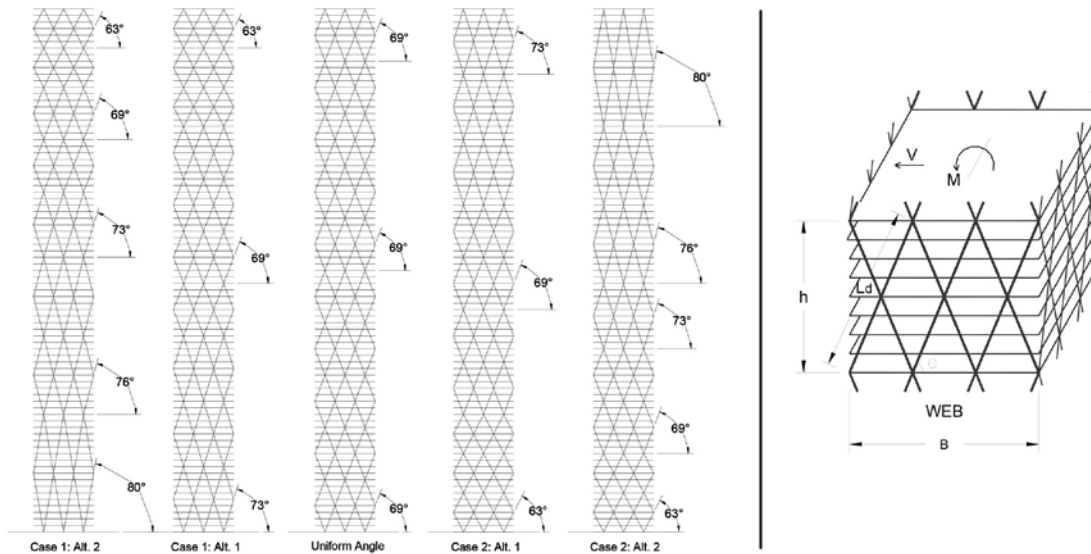 63°
69°
73°
76°
80°
Case 1: Alt. 2
63°
69°
73°
Case 1: Alt. 1
69°
69°
69°
Uniform Angle
73°
69°
63°
Case 2: Alt. 1
80°
76°
73°
69°
63°
Case 2: Alt. 2
V
M
h
Ld
Θ
WEB
B